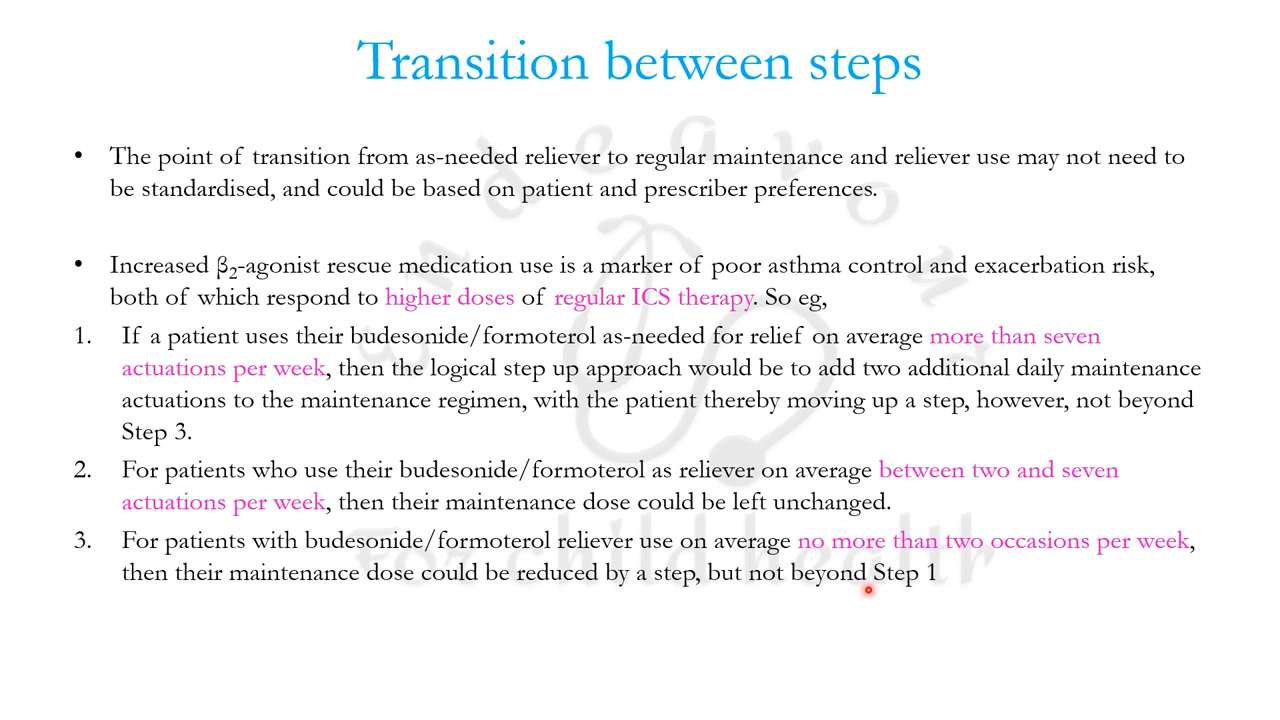 Transition between steps
• The point of transition from as-needed reliever to regular maintenance and reliever use may not need to
be standardised, and could be based on patient and prescriber preferences.
• Increased β₂-agonist rescue medication use is a marker of poor asthma control and exacerbation risk,
both of which respond to higher doses of regular ICS therapy. So eg,
1. If a patient uses their budesonide/formoterol as-needed for relief on average more than seven
actuations per week, then the logical step up approach would be to add two additional daily maintenance
actuations to the maintenance regimen, with the patient thereby moving up a step, however, not beyond
Step 3.
2. For patients who use their budesonide/formoterol as reliever on average between two and seven
actuations per week, then their maintenance dose could be left unchanged.
3. For patients with budesonide/formoterol reliever use on average no more than two occasions per week,
then their maintenance dose could be reduced by a step, but not beyond Step 1
Endeavour
For child health